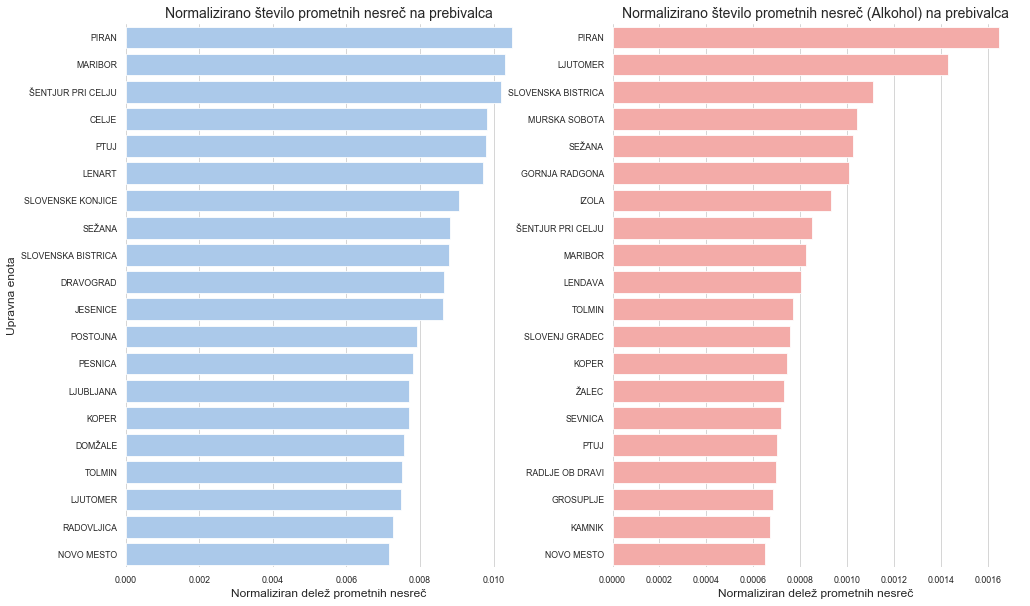 Normalizirano število prometnih nesreč na prebivalca
Upravna enota
PIRAN
MARIBOR
ŠENTJUR PRI CELJU
CELJE
PTUJ
LENART
SLOVENSKE KONJICE
SEŽANA
SLOVENSKA BISTRICA
DRAVOGRAD
JESENICE
POSTOJNA
PESNICA
LJUBLJANA
KOPER
DOMŽALE
TOLMIN
LJUTOMER
RADOVLJICA
NOVO MESTO
0.000 0.002 0.004 0.006 0.008 0.010
Normaliziran delež prometnih nesreč
Normalizirano število prometnih nesreč (Alkohol) na prebivalca
PIRAN
LJUTOMER
SLOVENSKA BISTRICA
MURSKA SOBOTA
SEŽANA
GORNJA RADGONA
IZOLA
ŠENTJUR PRI CELJU
MARIBOR
LENDAVA
TOLMIN
SLOVENJ GRADEC
KOPER
ŽALEC
SEVNICA
PTUJ
RADLJE OB DRAVI
GROSUPLJE
KAMNIK
NOVO MESTO
0.0000 0.0002 0.0004 0.0006 0.0008 0.0010 0.0012 0.0014 0.0016
Normaliziran delež prometnih nesreč